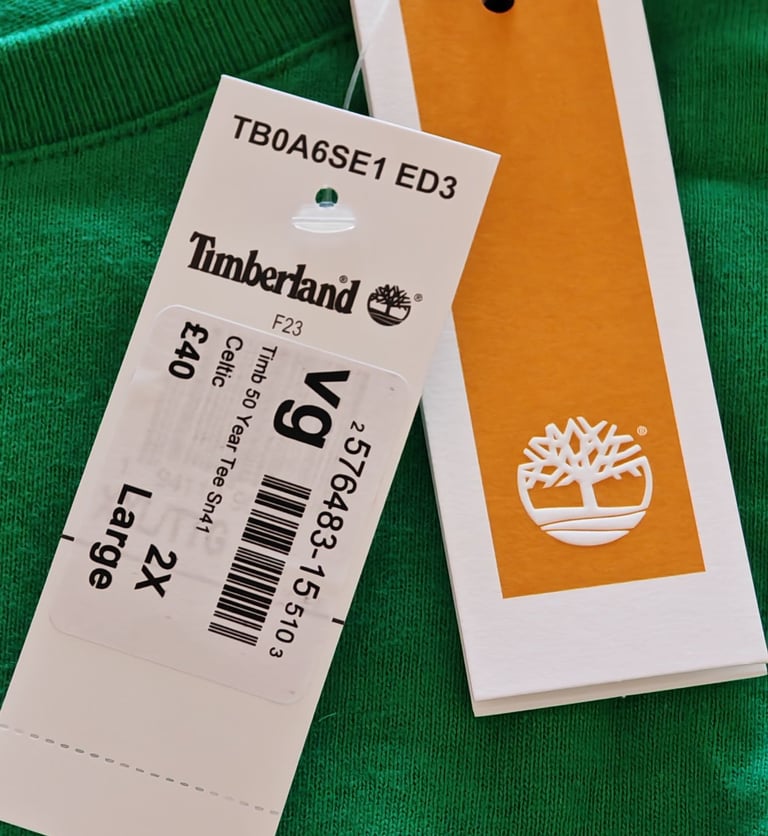 TB0A6SE1 ED3
Timberland®
®
F23
vg
2 576483-15 510 3
Timb 50 Year Tee Sn41
Celtic
£40
2X
Large
®